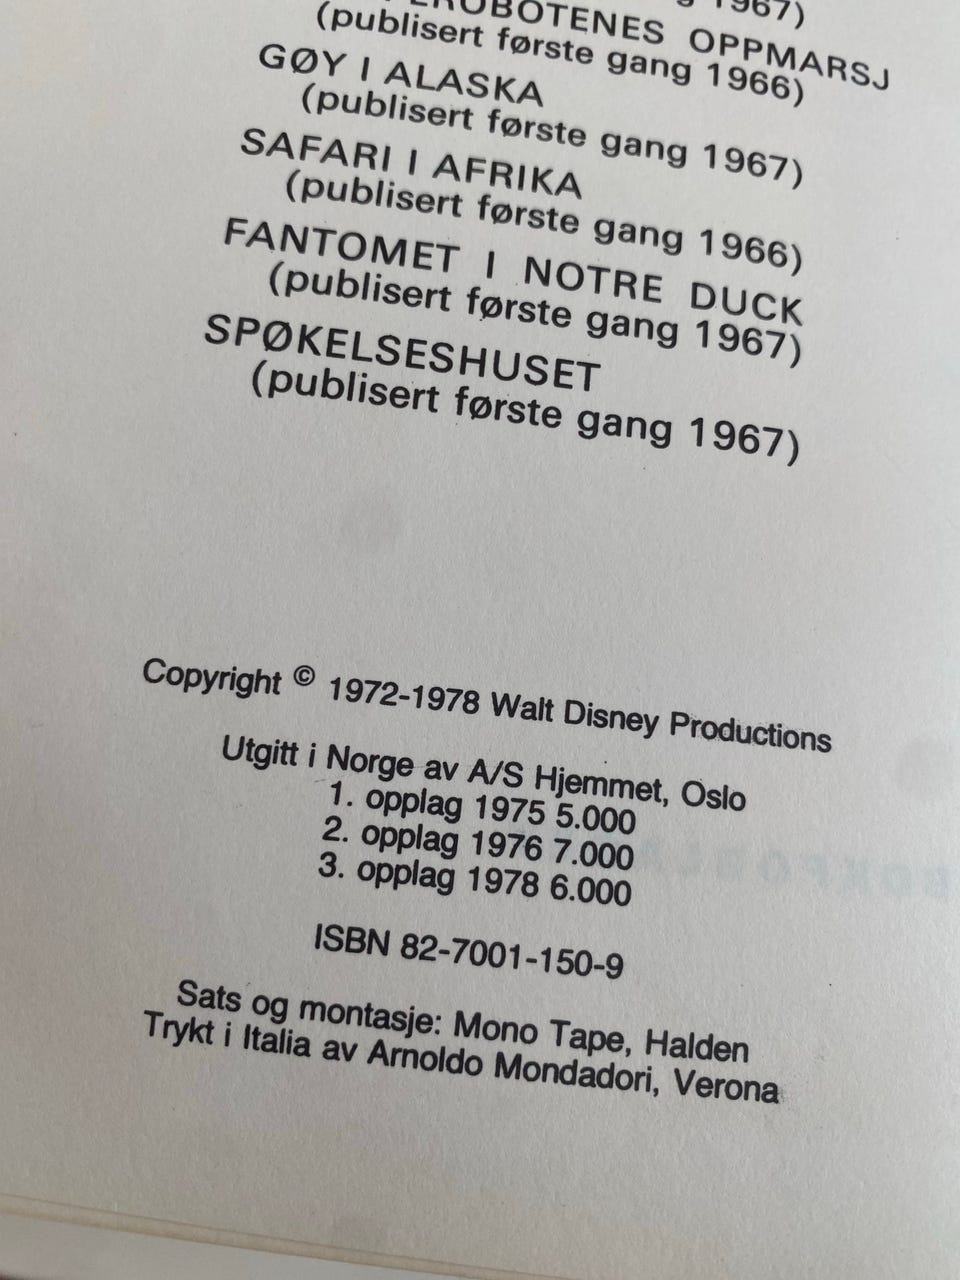 1967)
OPPMARSJ
(publisert første gang 1966)
GØY I ALASKA
(publisert første gang 1967)
SAFARI I AFRIKA
(publisert første gang 1966)
FANTOMET I NOTRE DUCK
(publisert første gang 1967)
SPØKELSESHUSET
(publisert første gang 1967)
Copyright © 1972-1978 Walt Disney Productions
Utgitt i Norge av A/S Hjemmet, Oslo
1. opplag 1975 5.000
2. opplag 1976 7.000
3. opplag 1978 6.000
ISBN 82-7001-150-9
Sats og montasje: Mono Tape, Halden
Trykt i Italia av Arnoldo Mondadori, Verona